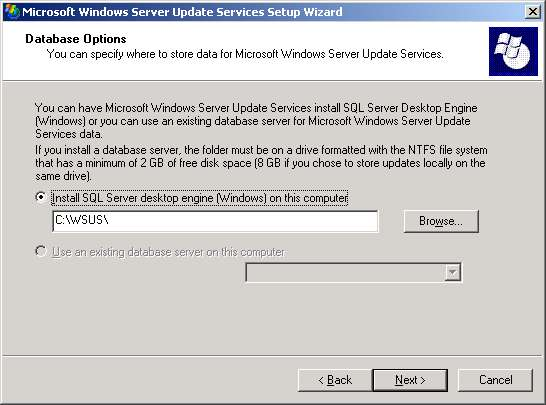 Microsoft Windows Server Update Services Setup Wizard
Database Options
You can specify where to store data for Microsoft Windows Server Update Services.
You can have Microsoft Windows Server Update Services install SQL Server Desktop Engine
(Windows) or you can use an existing database server for Microsoft Windows Server Update
Services data.
If you install a database server, the folder must be on a drive formatted with the NTFS file system
that has a minimum of 2 GB of free disk space (8 GB if you chose to store updates locally on
the same drive).
Install SQL Server desktop engine (Windows) on this computer
C:\WSUS\
Browse...
Use an existing database server on this computer
< Back
Next >
Cancel